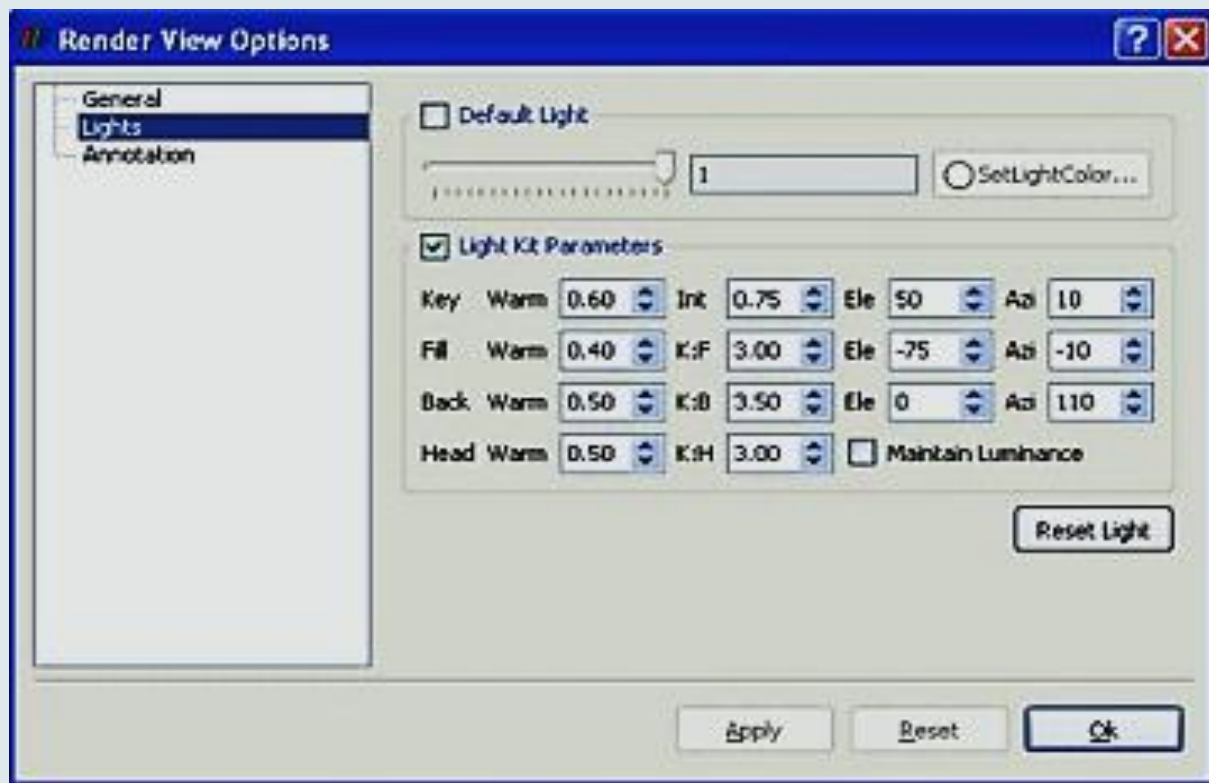 Render View Options
General
Lights
Annotation
Default Light
1 SetLightColor...
Light Kit Parameters
Key Warm 0.60 Int 0.75 Ele 50 Azi 10
Fill Warm 0.40 K:F 3.00 Ele -75 Azi -10
Back Warm 0.50 K:B 3.50 Ele 0 Azi 110
Head Warm 0.50 K:H 3.00 Maintain Luminance
Reset Light
Apply Reset Ok